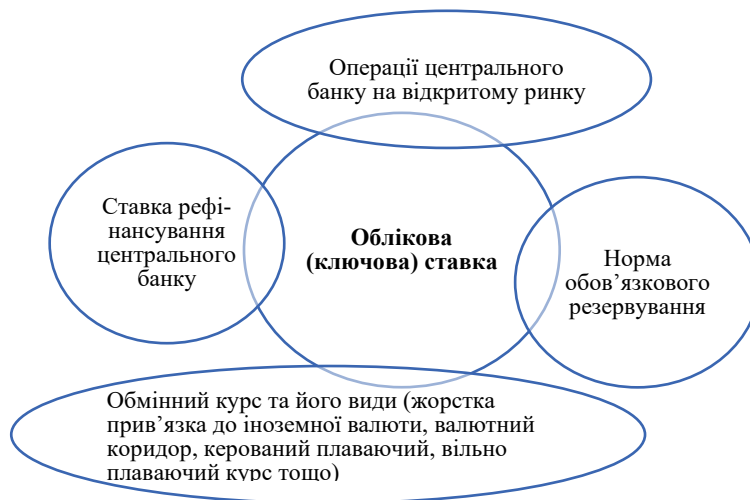 Операції центрального
банку на відкритому ринку
Ставка рефі-
нансування
центрального
банку
Облікова
(ключова) ставка
Норма
обов’язкового
резервування
Обмінний курс та його види (жорстка
прив’язка до іноземної валюти, валютний
коридор, керований плаваючий, вільно
плаваючий курс тощо)